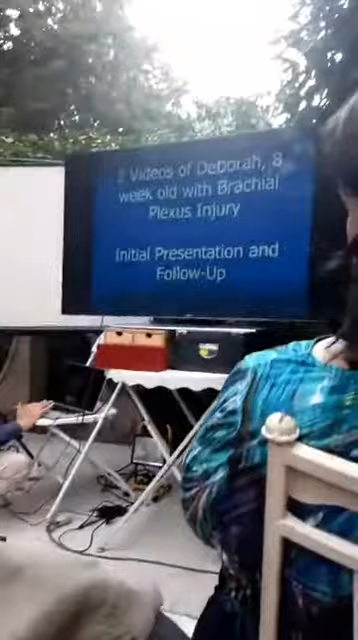 2 Videos of Deborah, 8
week old with Brachial
Plexus Injury
Initial Presentation and
Follow-Up